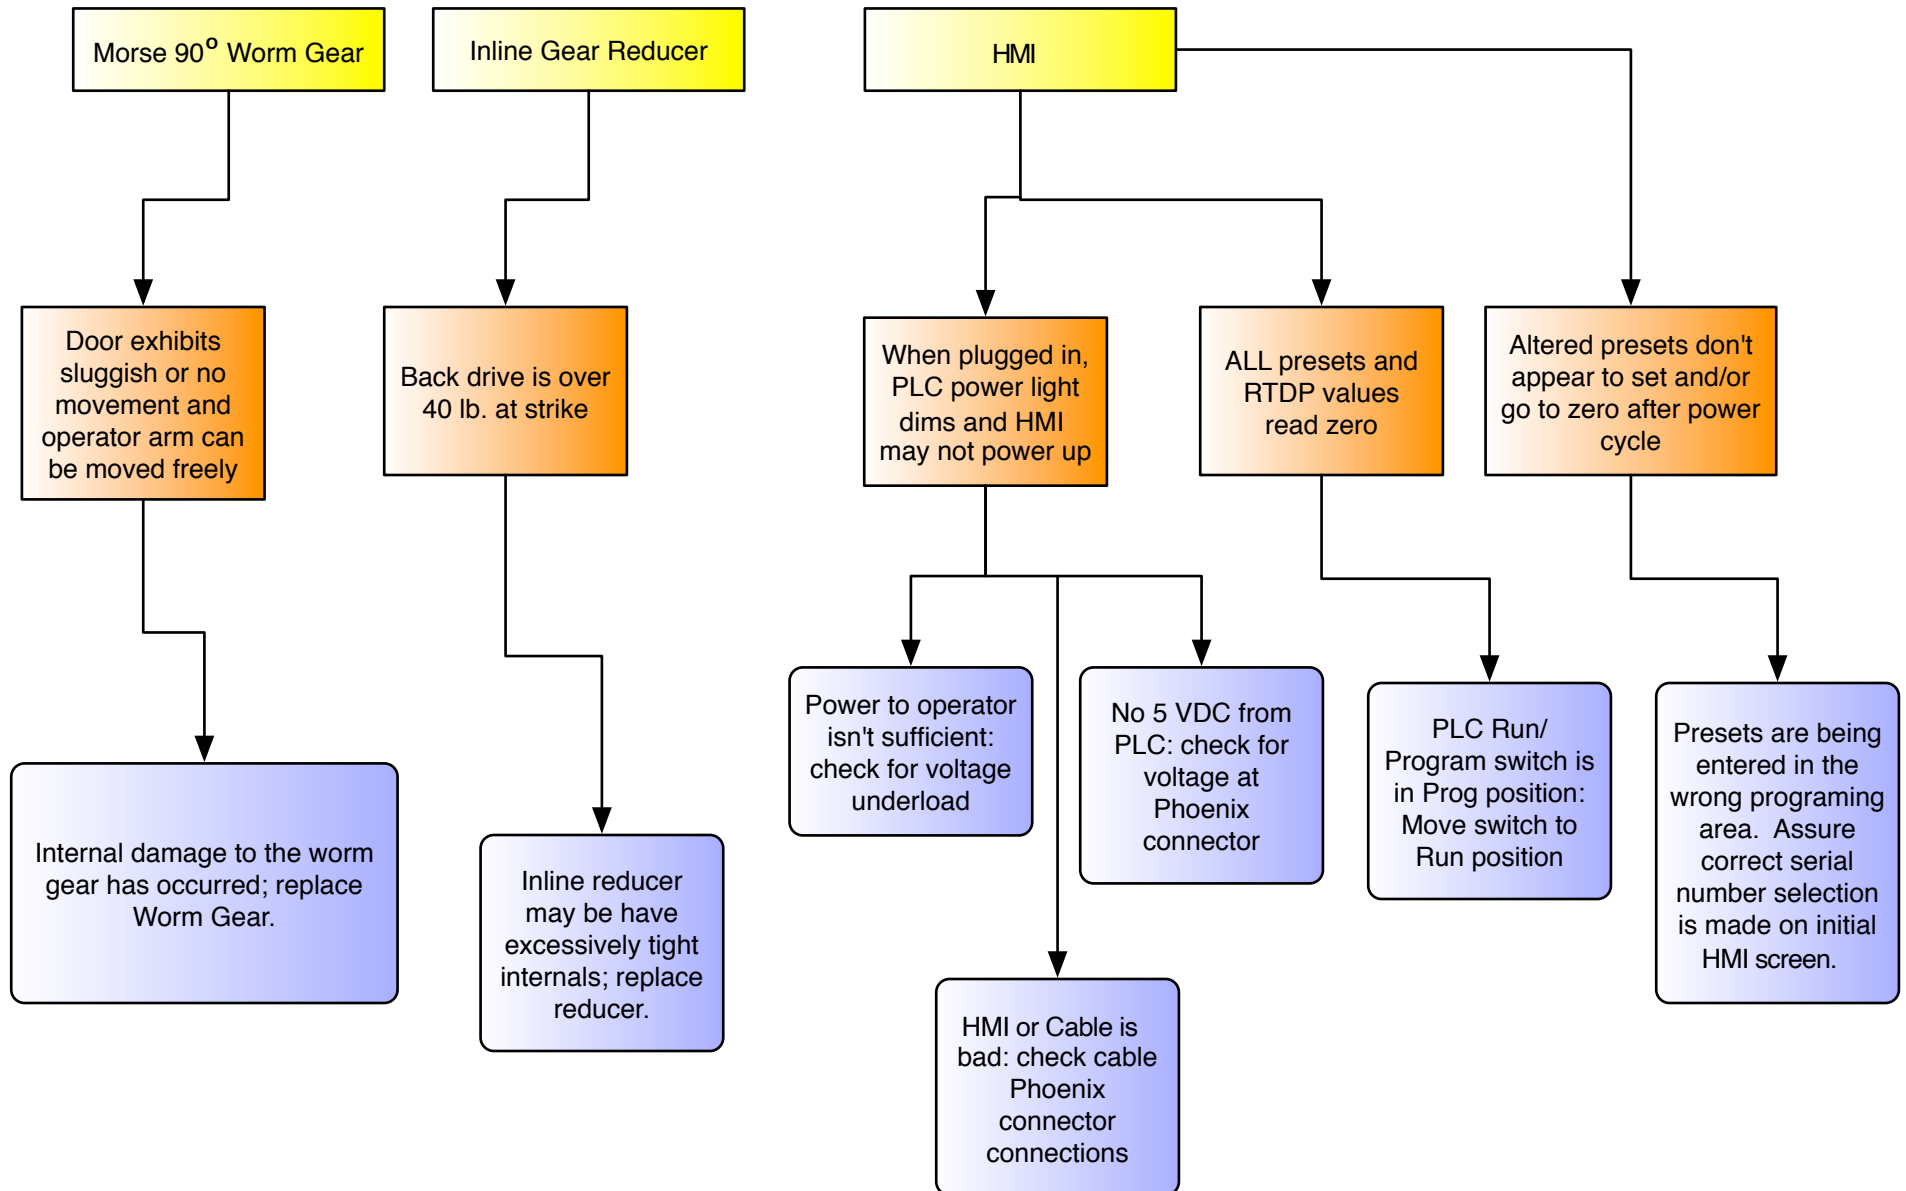 Morse 90° Worm Gear
Inline Gear Reducer
HMI
Door exhibits
sluggish or no
movement and
operator arm can
be moved freely
Back drive is over
40 lb. at strike
When plugged in,
PLC power light
dims and HMI
may not power up
ALL presets and
RTDP values
read zero
Altered presets don't
appear to set and/or
go to zero after power
cycle
Internal damage to the worm
gear has occurred; replace
Worm Gear.
Inline reducer
may be have
excessively tight
internals; replace
reducer.
Power to operator
isn't sufficient:
check for voltage
underload
HMI or Cable is
bad: check cable
Phoenix
connector
connections
No 5 VDC from
PLC: check for
voltage at
Phoenix
connector
PLC Run/
Program switch is
in Prog position:
Move switch to
Run position
Presets are being
entered in the
wrong programing
area.  Assure
correct serial
number selection
is made on initial
HMI screen.